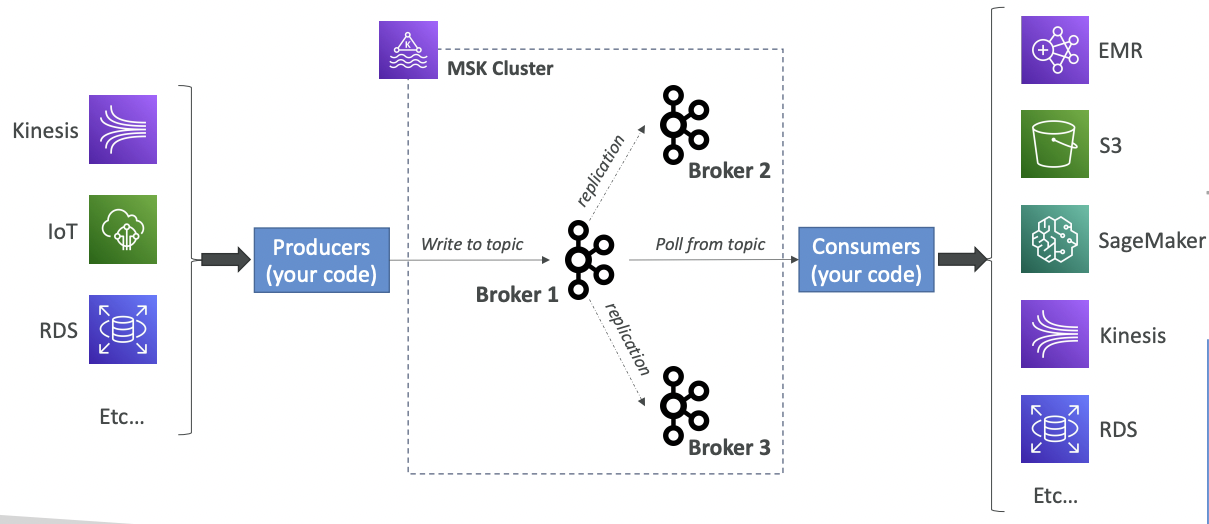 Kinesis
IoT
RDS
Etc...
Producers
(your code)
Write to topic
K
MSK Cluster
replication
Broker 2
Broker 1
replication
Broker 3
Poll from topic
Consumers
(your code)
EMR
S3
SageMaker
Kinesis
RDS
Etc...